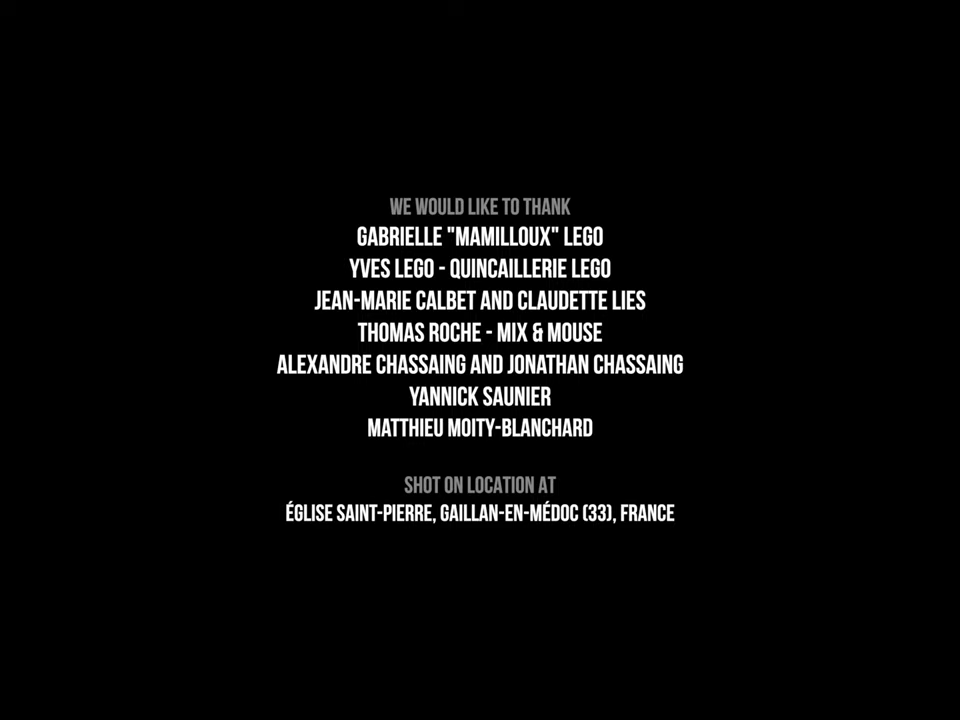 WE WOULD LIKE TO THANK
GABRIELLE "MAMILLOUX" LEGO
YVES LEGO - QUINCAILLERIE LEGO
JEAN-MARIE CALBET AND CLAUDETTE LIES
THOMAS ROCHE - MIX & MOUSE
ALEXANDRE CHASSAING AND JONATHAN CHASSAING
YANNICK SAUNIER
MATTHIEU MOITY-BLANCHARD
SHOT ON LOCATION AT
ÉGLISE SAINT-PIERRE, GAILLAN-EN-MÉDOC (33), FRANCE